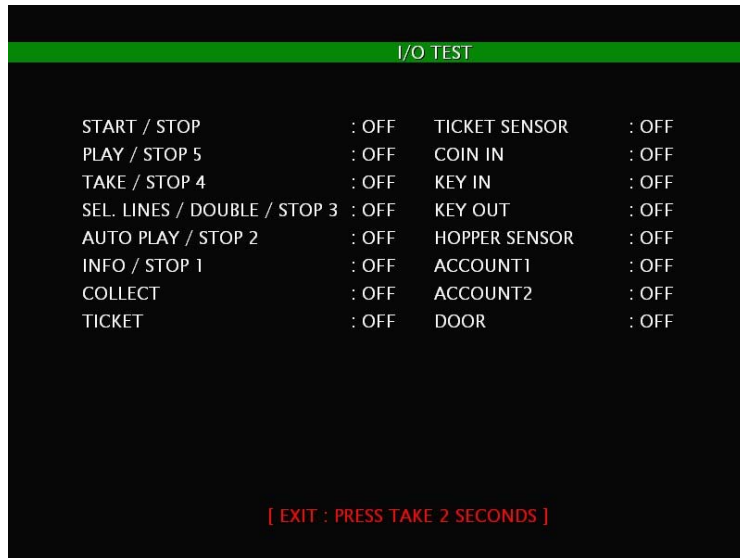 I/O TEST
START / STOP : OFF TICKET SENSOR : OFF
PLAY / STOP 5 : OFF COIN IN : OFF
TAKE / STOP 4 : OFF KEY IN : OFF
SEL. LINES / DOUBLE / STOP 3 : OFF KEY OUT : OFF
AUTO PLAY / STOP 2 : OFF HOPPER SENSOR : OFF
INFO / STOP 1 : OFF ACCOUNT1 : OFF
COLLECT : OFF ACCOUNT2 : OFF
TICKET : OFF DOOR : OFF
[ EXIT : PRESS TAKE 2 SECONDS ]